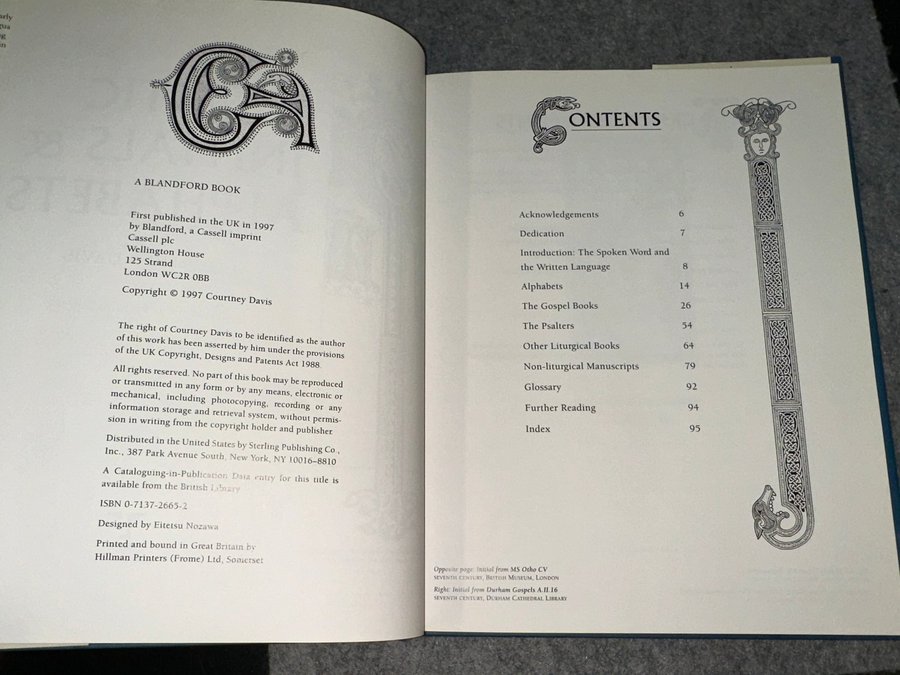 A BLANDFORD BOOK
First published in the UK in 1997
by Blandford, a Cassell imprint
Cassell plc
Wellington House
125 Strand
London WC2R 0BB
Copyright © 1997 Courtney Davis
The right of Courtney Davis to be identified as the author
of this work has been asserted by him under the provisions
of the UK Copyright, Designs and Patents Act 1988.
All rights reserved. No part of this book may be reproduced
or transmitted in any form or by any means, electronic or
mechanical, including photocopying, recording or any
information storage and retrieval system, without permis-
sion in writing from the copyright holder and publisher.
Distributed in the United States by Sterling Publishing Co.,
Inc., 387 Park Avenue South, New York, NY 10016–8810
A Cataloguing-in-Publication Data entry for this title is
available from the British Library
ISBN 0-7137-2665-2
Designed by Eitetsu Nozawa
Printed and bound in Great Britain by
Hillman Printers (Frome) Ltd, Somerset
CONTENTS
Acknowledgements 6
Dedication 7
Introduction: The Spoken Word and
the Written Language 8
Alphabets 14
The Gospel Books 26
The Psalters 54
Other Liturgical Books 64
Non-liturgical Manuscripts 79
Glossary 92
Further Reading 94
Index 95
Opposite page: Initial from MS Otho CV
SEVENTH CENTURY, BRITISH MUSEUM, LONDON
Right: Initial from Durham Gospels A.II.16
SEVENTH CENTURY, DURHAM CATHEDRAL LIBRARY